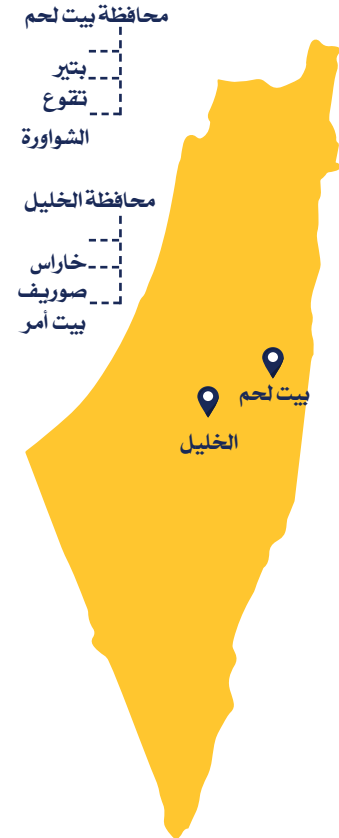 محافظة بيت لحم
بتير
تقوع
الشواورة
محافظة الخليل
خاراس
صوريف
بيت أمر
بيت لحم
الخليل